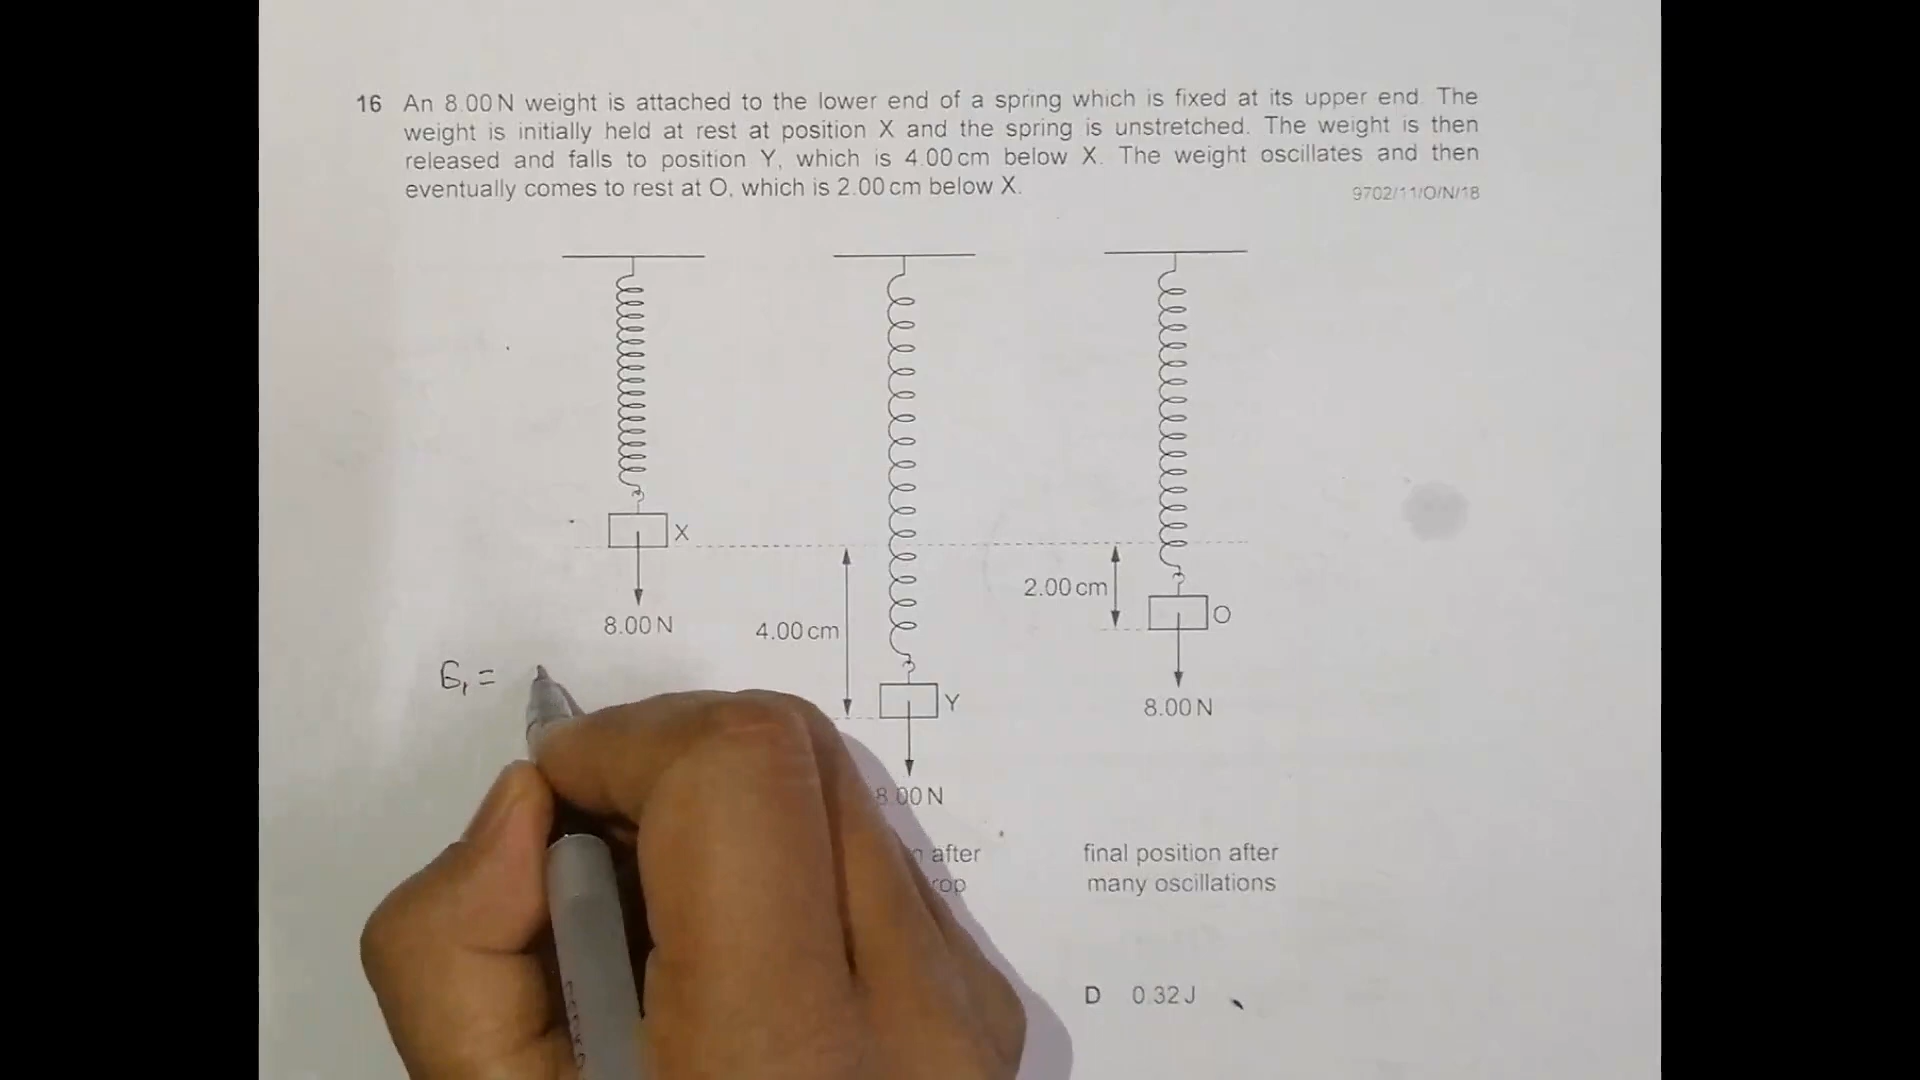 16 An 8.00 N weight is attached to the lower end of a spring which is fixed at its upper end. The
weight is initially held at rest at position X and the spring is unstretched. The weight is then
released and falls to position Y, which is 4.00 cm below X. The weight oscillates and then
eventually comes to rest at O, which is 2.00 cm below X.
9702/11/O/N/18
X
2.00 cm
O
8.00 N
4.00 cm
Y
8.00 N
8.00 N
after
final position after
many oscillations
D 0.32 J